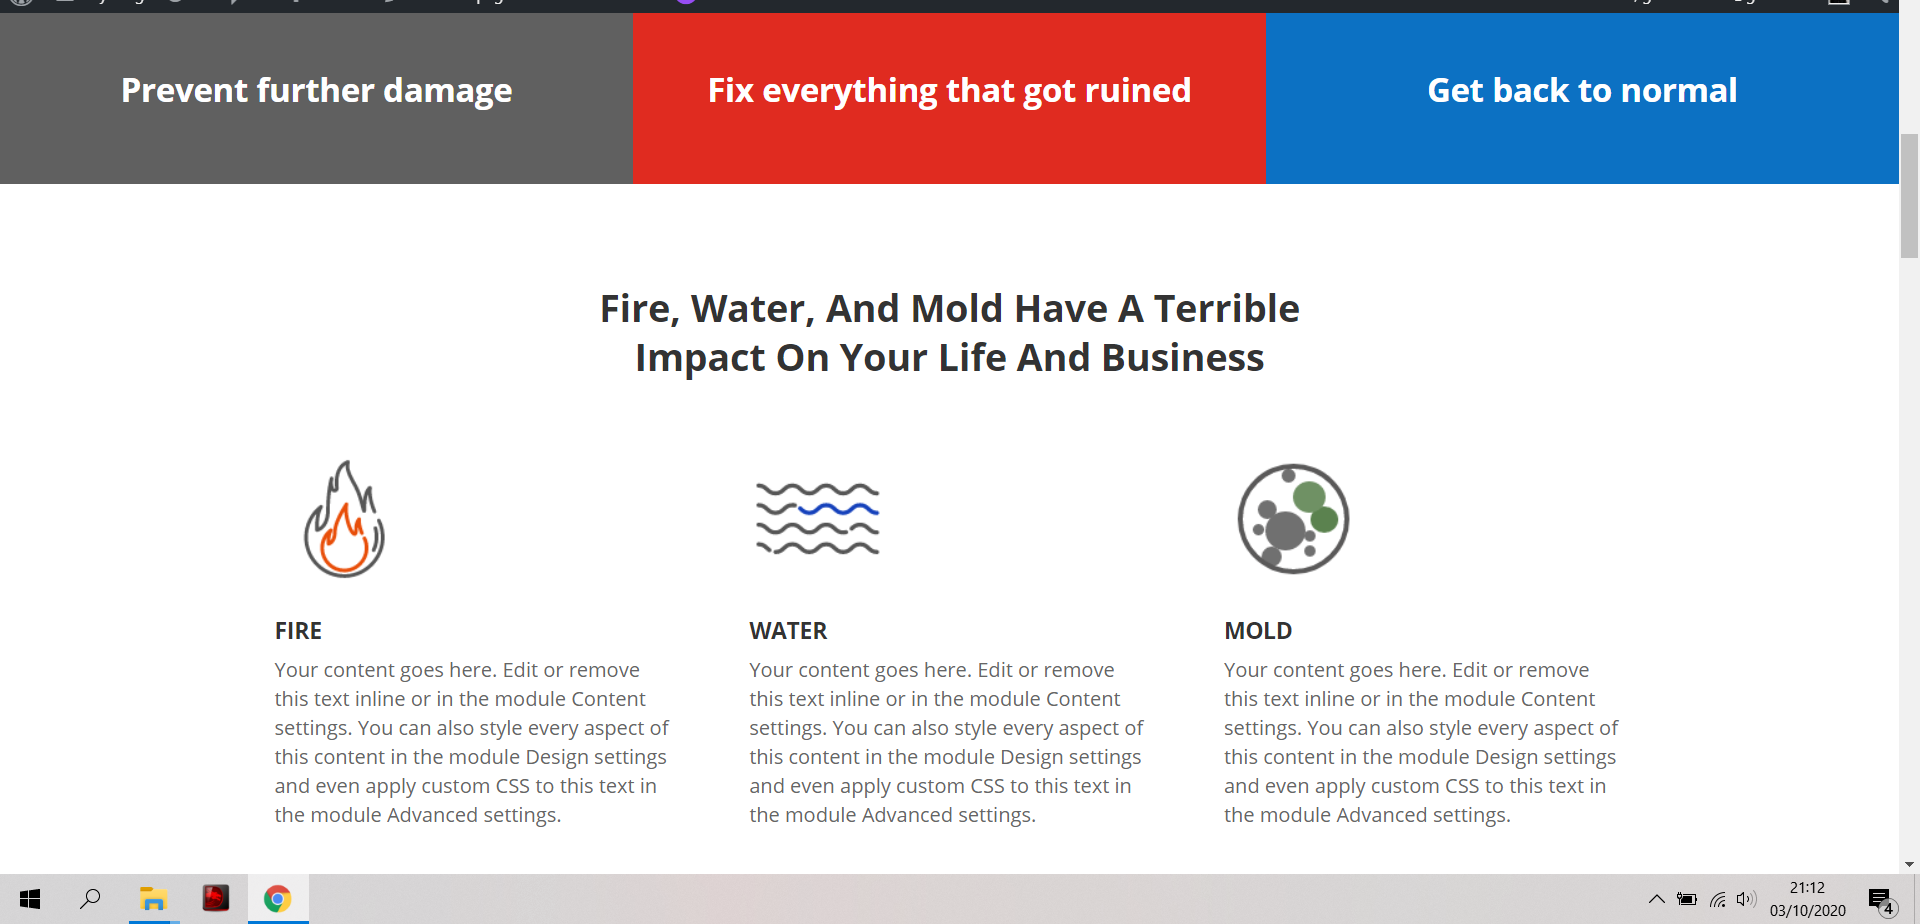 Prevent further damage
Fix everything that got ruined
Get back to normal
Fire, Water, And Mold Have A Terrible
Impact On Your Life And Business
FIRE
Your content goes here. Edit or remove
this text inline or in the module Content
settings. You can also style every aspect of
this content in the module Design settings
and even apply custom CSS to this text in
the module Advanced settings.
WATER
Your content goes here. Edit or remove
this text inline or in the module Content
settings. You can also style every aspect of
this content in the module Design settings
and even apply custom CSS to this text in
the module Advanced settings.
MOLD
Your content goes here. Edit or remove
this text inline or in the module Content
settings. You can also style every aspect of
this content in the module Design settings
and even apply custom CSS to this text in
the module Advanced settings.
21:12
03/10/2020
4